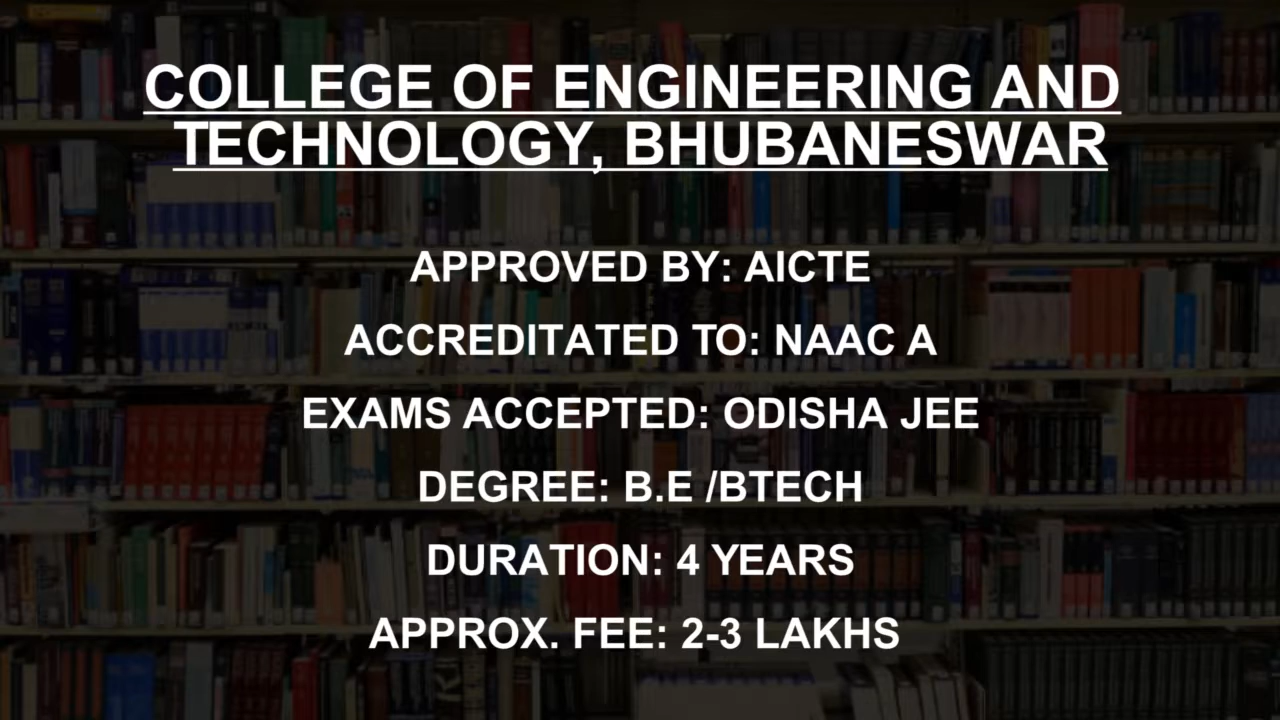 COLLEGE OF ENGINEERING AND
TECHNOLOGY, BHUBANESWAR
APPROVED BY: AICTE
ACCREDITATED TO: NAAC A
EXAMS ACCEPTED: ODISHA JEE
DEGREE: B.E /BTECH
DURATION: 4 YEARS
APPROX. FEE: 2-3 LAKHS